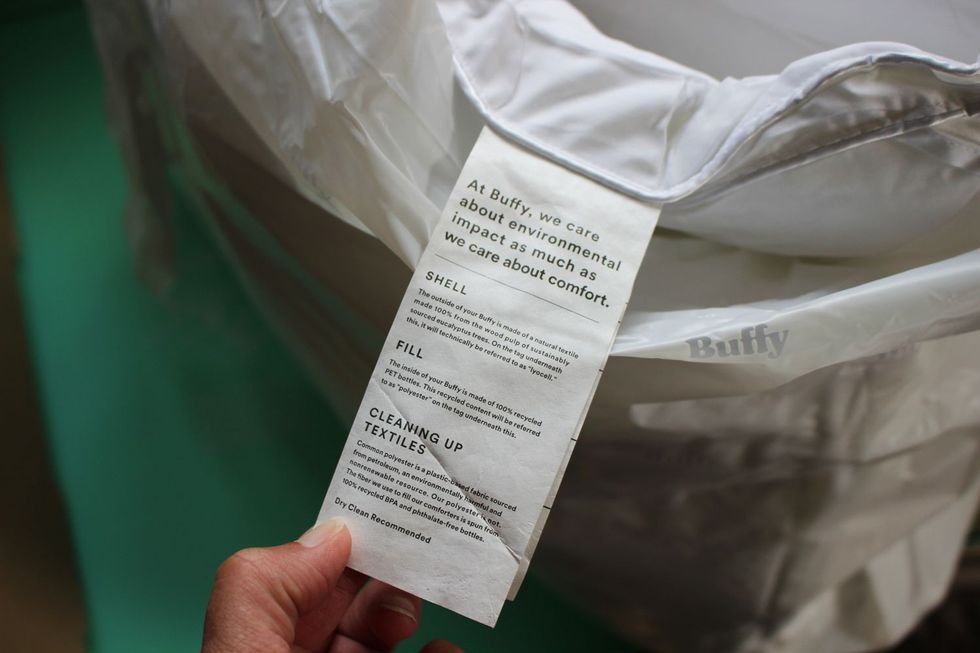 At Buffy, we care
about environmental
impact as much as
we care about comfort.
SHELL
The outside of your Buffy is made of a natural textile
made 100% from the wood pulp of sustainably
sourced eucalyptus trees. On the tag underneath
this, it will technically be referred to as "lyocell."
FILL
The inside of your Buffy is made of 100% recycled
PET bottles. This recycled content will be referred
to as "polyester" on the tag underneath this.
CLEANING UP
TEXTILES
Common polyester is a plastic-based fabric sourced
from petroleum, an environmentally harmful and
nonrenewable resource. Our polyester is not.
The fiber we use to fill our comforters is spun from
100% recycled BPA and phthalate-free bottles.
Dry Clean Recommended
Buffy